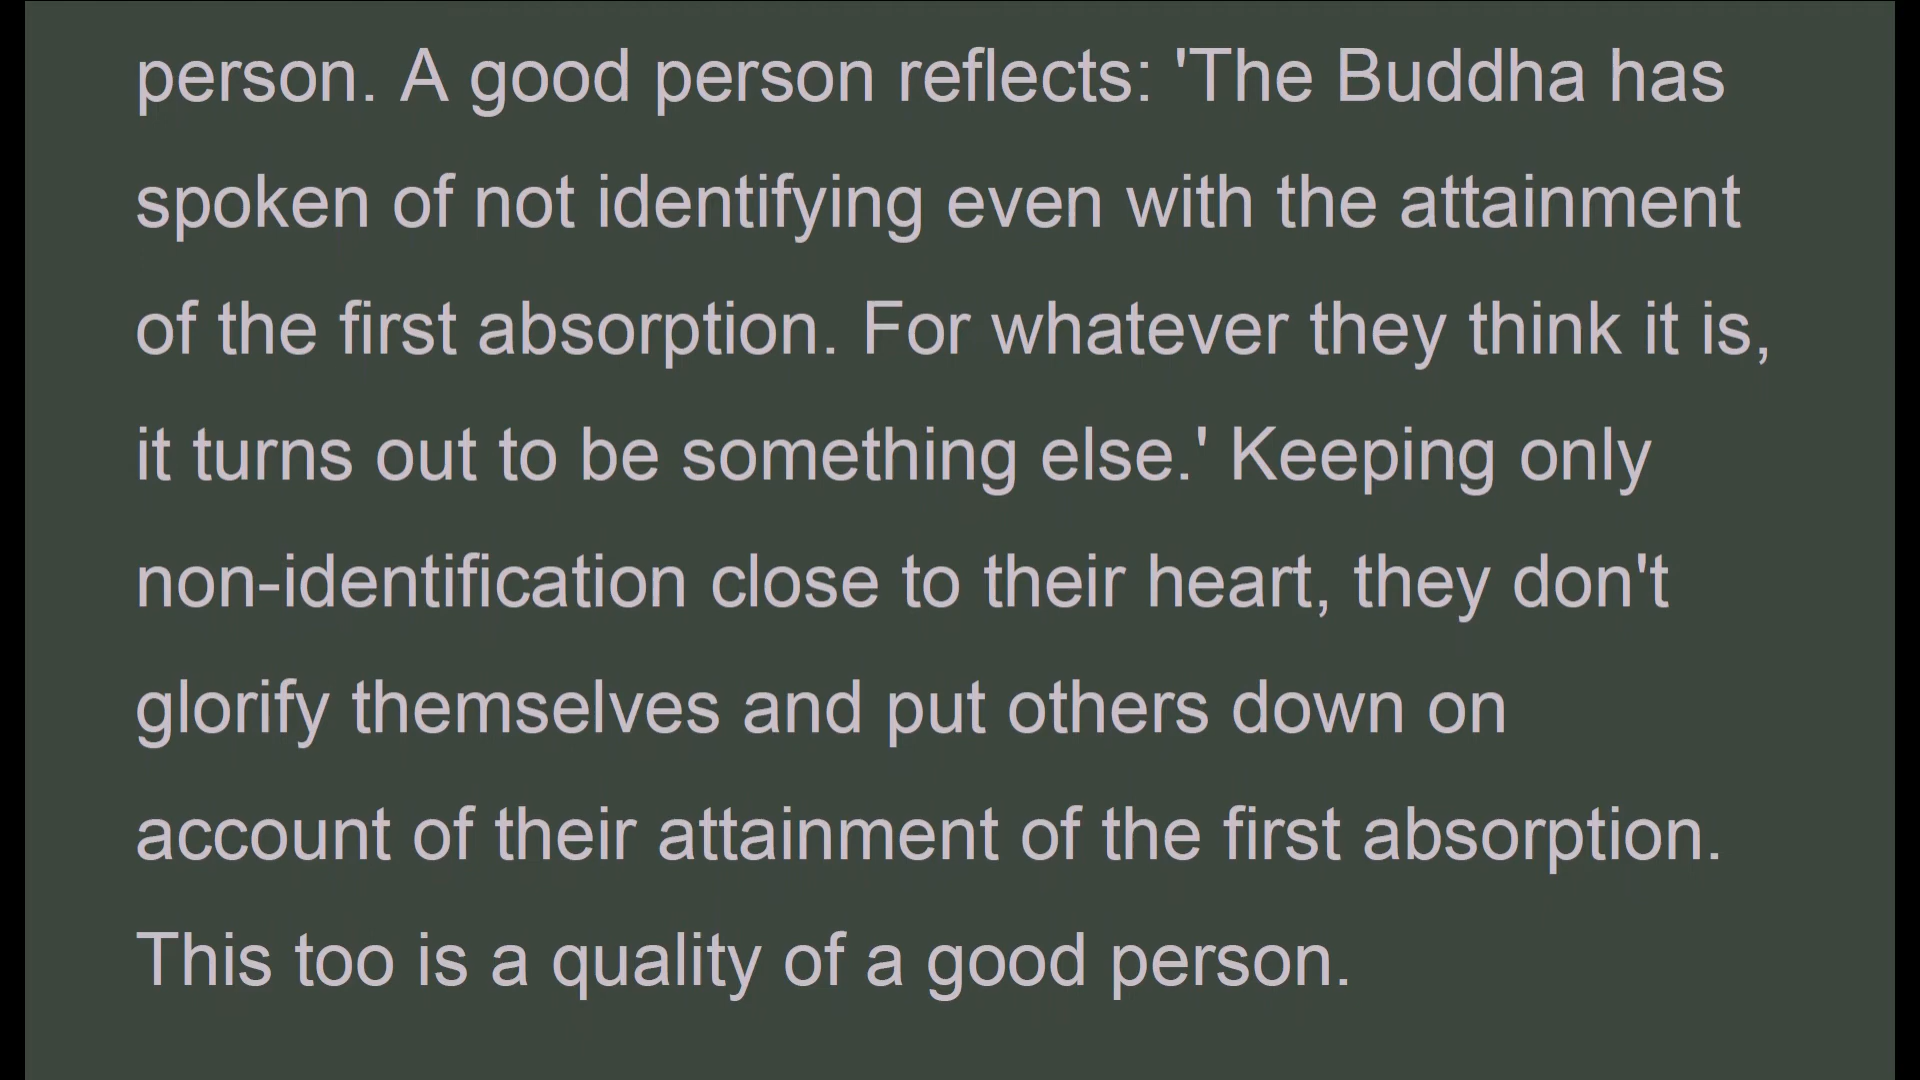 person. A good person reflects: 'The Buddha has
spoken of not identifying even with the attainment
of the first absorption. For whatever they think it is,
it turns out to be something else.' Keeping only
non-identification close to their heart, they don't
glorify themselves and put others down on
account of their attainment of the first absorption.
This too is a quality of a good person.